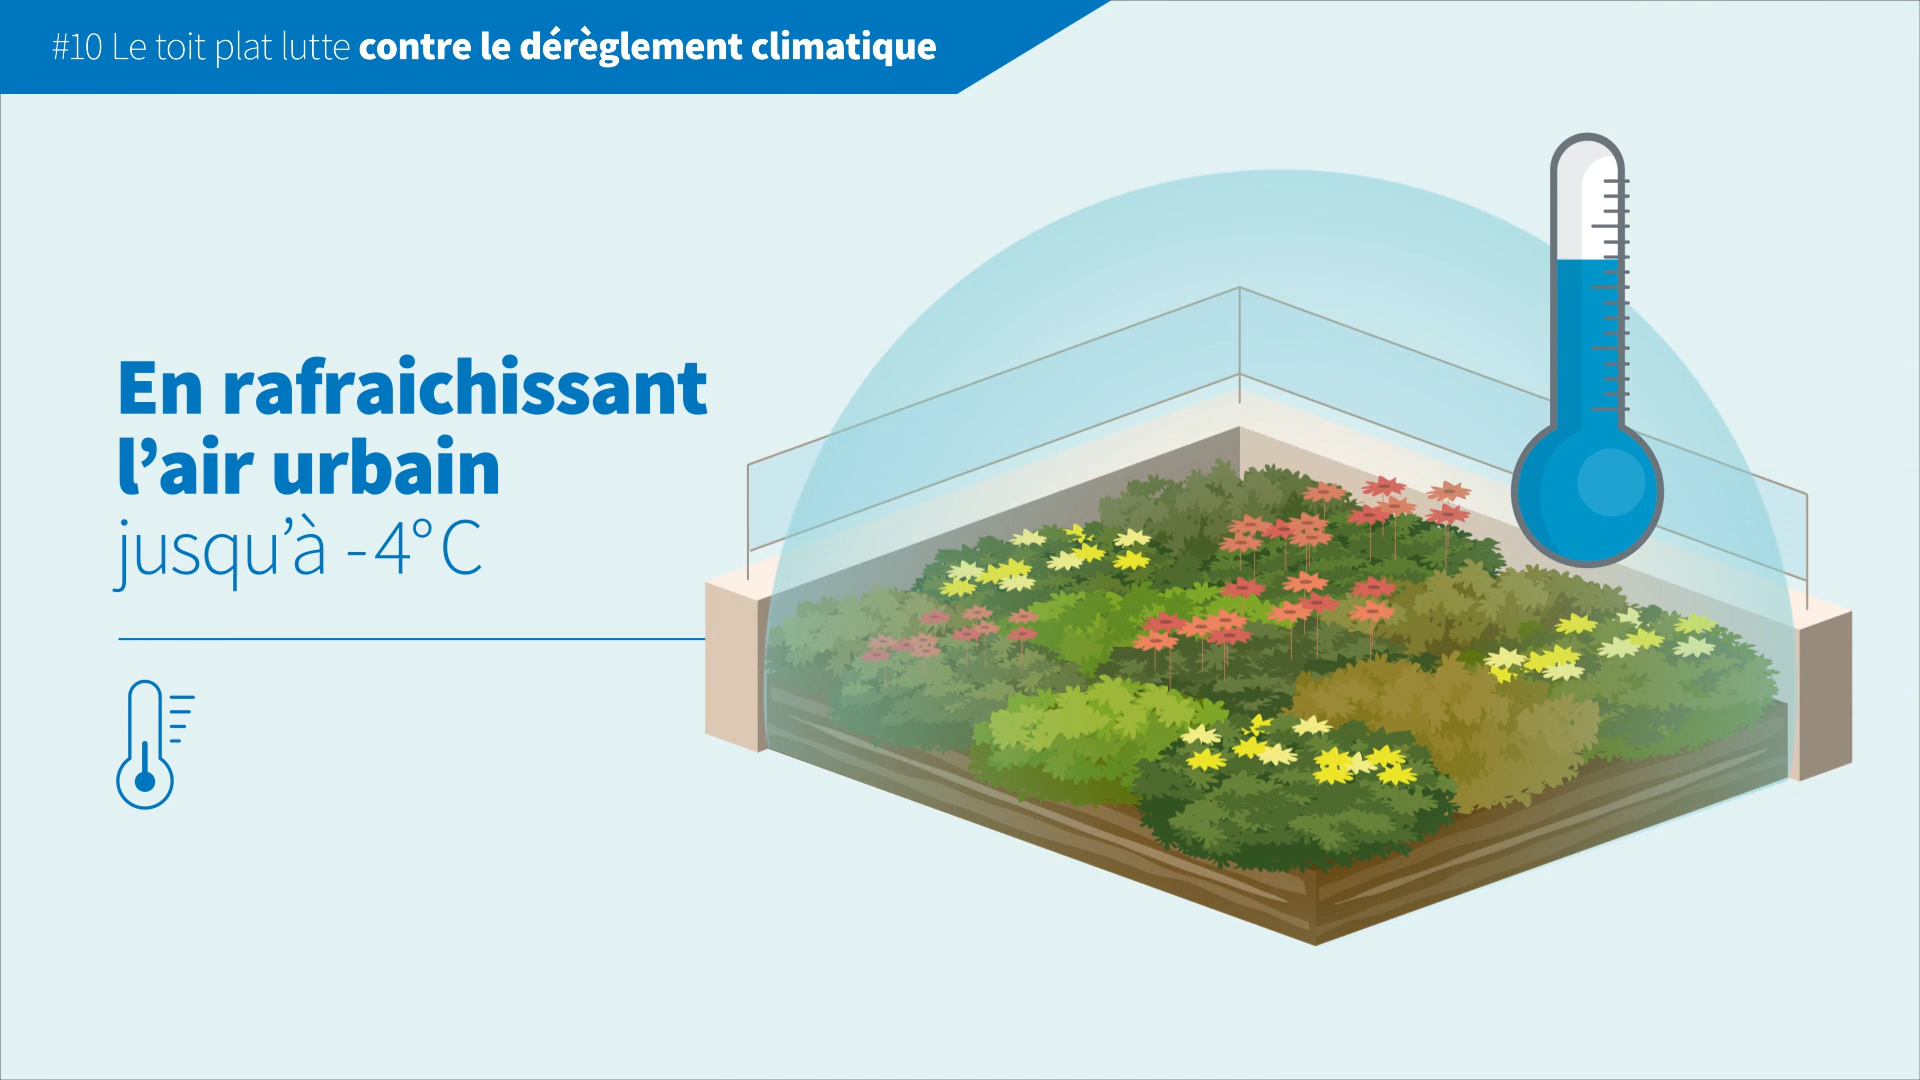 #10 Le toit plat lutte contre le dérèglement climatique
En rafraichissant
l’air urbain
jusqu’à -4°C